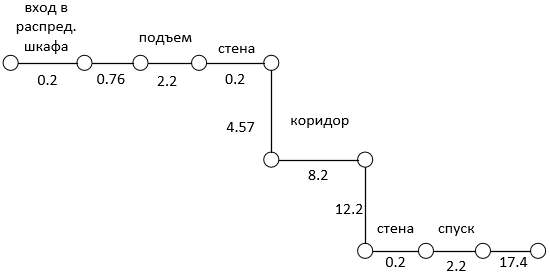 вход в
распред.
шкафа
подъем
стена
0.2
0.76
2.2
0.2
4.57
коридор
8.2
12.2
стена
спуск
0.2
2.2
17.4